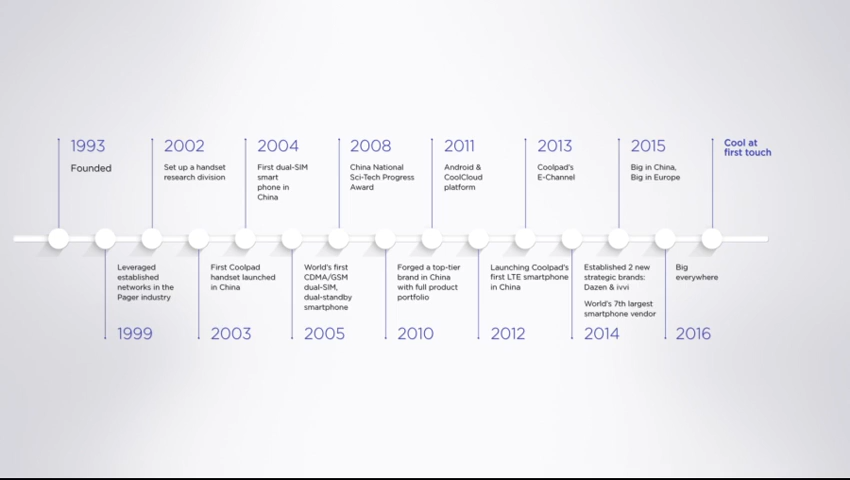 1993
Founded
2002
Set up a handset
research division
2004
First dual-SIM
smart
phone in
China
2008
China National
Sci-Tech Progress
Award
2011
Android &
CoolCloud
platform
2013
Coolpad's
E-Channel
2015
Big in China,
Big in Europe
Cool at
first touch
Leveraged
established
networks in the
Pager industry
1999
First Coolpad
handset launched
in China
2003
World's first
CDMA/GSM
dual-SIM,
dual-standby
smartphone
2005
Forged a top-tier
brand in China
with full product
portfolio
2010
Launching Coolpad's
first LTE smartphone
in China
2012
Established 2 new
strategic brands:
Dazen & ivvi
World's 7th largest
smartphone vendor
2014
Big
everywhere
2016